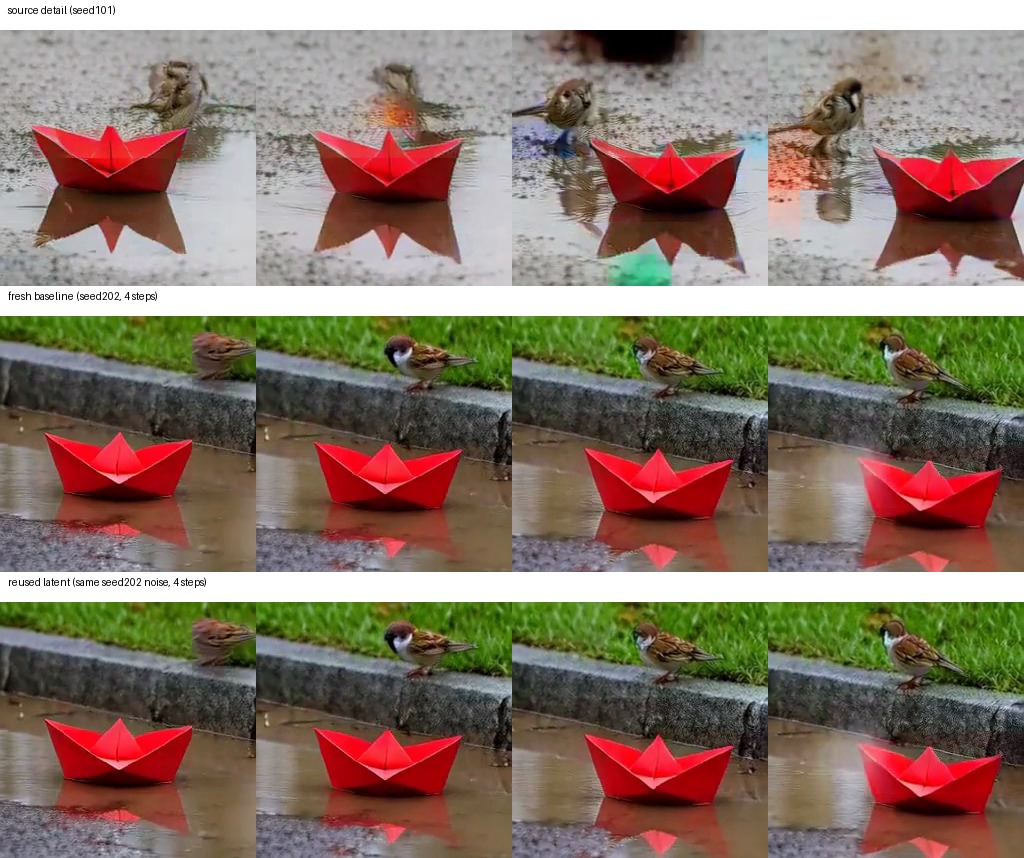 source detail (seed101)
fresh baseline (seed202, 4 steps)
reused latent (same seed202 noise, 4 steps)